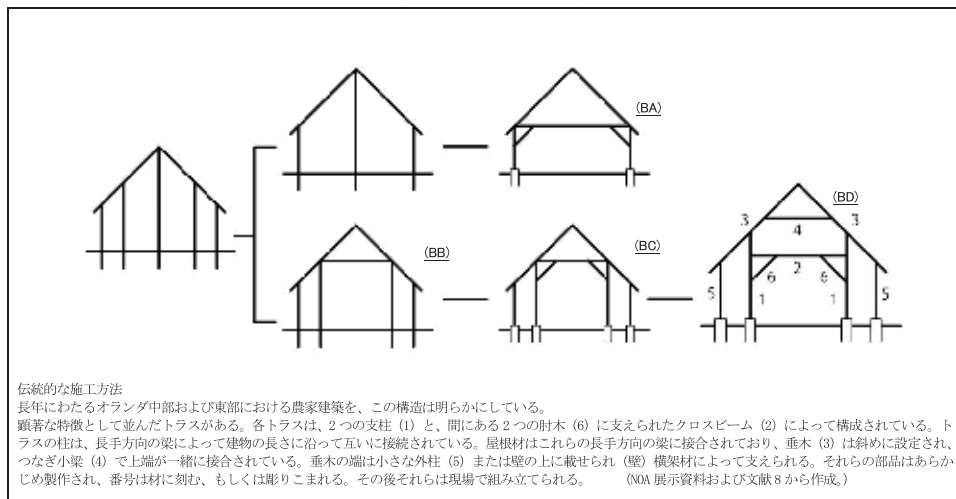 (BA)
(BB)
(BC)
(BD)
3 3
4
6 2 6
5 1 1 5
伝統的な施工方法
長年にわたるオランダ中部および東部における農家建築を、この構造は明らかにしている。
顕著な特徴として並んだトラスがある。各トラスは、2つの支柱（1）と、間にある2つの肘木（6）に支えられたクロスビーム（2）によって構成されている。ト
ラスの柱は、長手方向の梁によって建物の長さに沿って互いに接続されている。屋根材はこれらの長手方向の梁に接合されており、垂木（3）は斜めに設定され、
つなぎ小梁（4）で上端が一緒に接合されている。垂木の端は小さな外柱（5）または壁の上に載せられ（壁）横架材によって支えられる。それらの部品はあらか
じめ製作され、番号は材に刻む、もしくは彫りこまれる。その後それらは現場で組み立てられる。　　（NOA 展示資料および文献 8 から作成。）